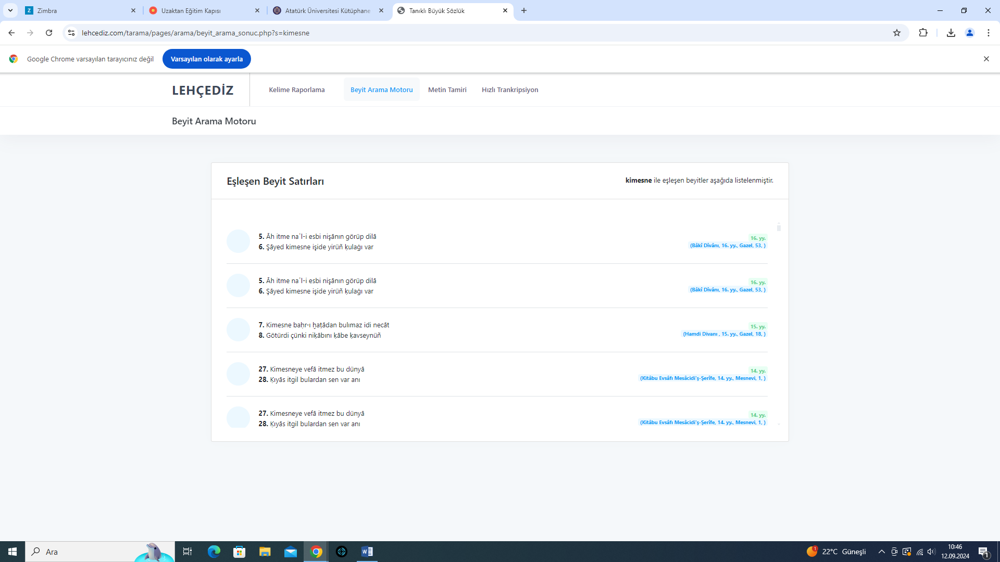 Zimbra
Uzaktan Eğitim Kapısı
Atatürk Üniversitesi Kütüphane
Tanıklı Büyük Sözlük
lehcediz.com/tarama/pages/arama/beyit_arama_sonuc.php?s=kimesne
Google Chrome varsayılan tarayıcınız değil
Varsayılan olarak ayarla
LEHÇEDİZ
Kelime Raporlama
Beyit Arama Motoru
Metin Tamiri
Hızlı Trankripsiyon
Beyit Arama Motoru
Eşleşen Beyit Satırları
kimesne ile eşleşen beyitler aşağıda listelenmiştir.
5. Āh itme naʿl-i esbi nişānın görüp dilā
6. Şāyed kimesne işide yirüñ ḳulaġı var
16. yy.
(Bâkî Dîvânı, 16. yy., Gazel, 53, )
5. Āh itme naʿl-i esbi nişānın görüp dilā
6. Şāyed kimesne işide yirüñ ḳulaġı var
16. yy.
(Bâkî Dîvânı, 16. yy., Gazel, 53, )
7. Kimesne baḥr-ı ḫaṭādan bulımaz idi necāt
8. Götürdi çünki niḳābını ḳābe ḳavseynüñ
15. yy.
(Hamdi Divanı , 15. yy., Gazel, 18, )
27. Kimesneye vefā itmez bu dünyā
28. Ḳıyās itgil bulardan sen var anı
14. yy.
(Kitâbu Evsâfı Mesâcidi'ş-Şerîfe, 14. yy., Mesnevi, 1, )
27. Kimesneye vefā itmez bu dünyā
28. Ḳıyās itgil bulardan sen var anı
14. yy.
(Kitâbu Evsâfı Mesâcidi'ş-Şerîfe, 14. yy., Mesnevi, 1, )
Ara
22°C Güneşli
10:46
12.09.2024